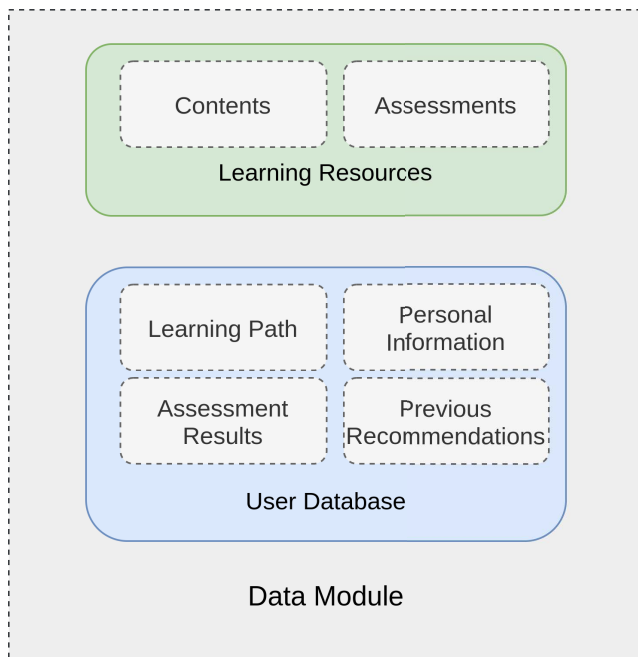 Contents
Assessments
Learning Resources
Learning Path
Personal
Information
Assessment
Results
Previous
Recommendations
User Database
Data Module